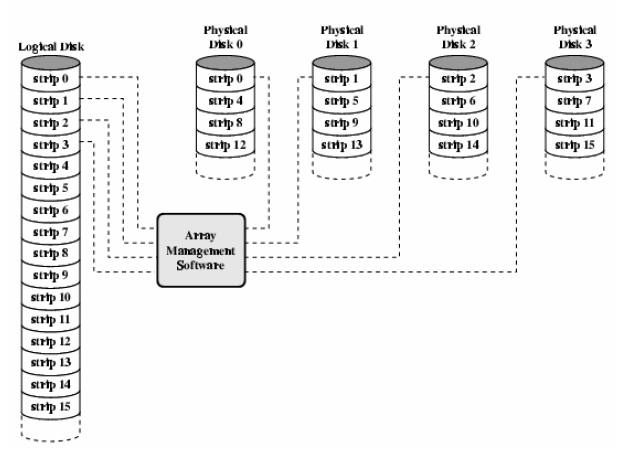 Logical Disk
strip 0
strip 1
strip 2
strip 3
strip 4
strip 5
strip 6
strip 7
strip 8
strip 9
strip 10
strip 11
strip 12
strip 13
strip 14
strip 15
Physical
Disk 0
strip 0
strip 4
strip 8
strip 12
Physical
Disk 1
strip 1
strip 5
strip 9
strip 13
Physical
Disk 2
strip 2
strip 6
strip 10
strip 14
Physical
Disk 3
strip 3
strip 7
strip 11
strip 15
Array
Management
Software